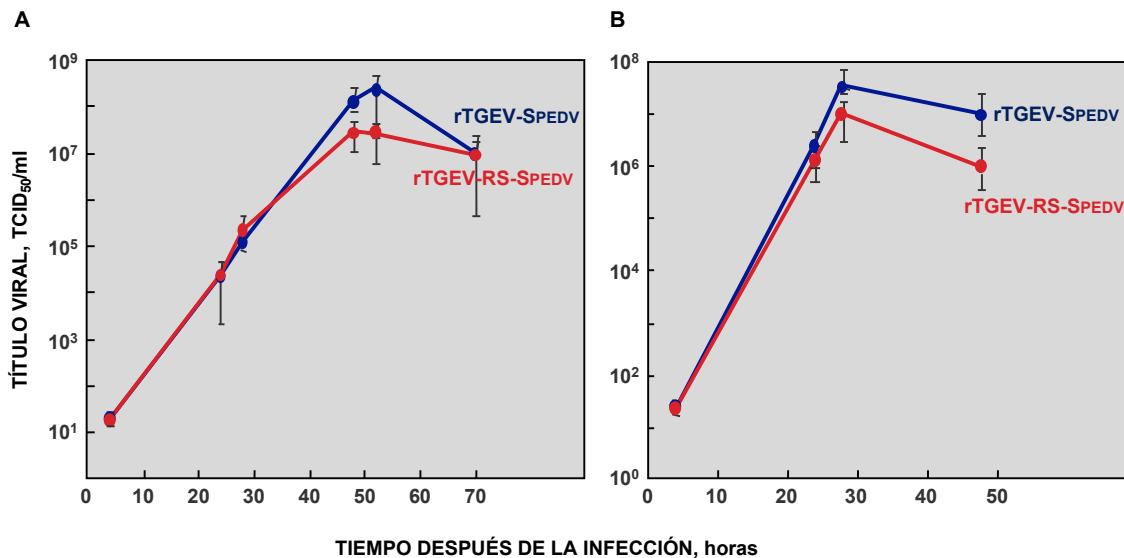 A
B
10⁹
10⁷
10⁵
10³
10¹
rTGEV-SPEDV
rTGEV-RS-SPEDV
0 10 20 30 40 50 60 70
10⁸
10⁶
10⁴
10²
10⁰
rTGEV-SPEDV
rTGEV-RS-SPEDV
0 10 20 30 40 50
TÍTULO VIRAL, TCID₅₀/ml
TIEMPO DESPUÉS DE LA INFECCIÓN, horas